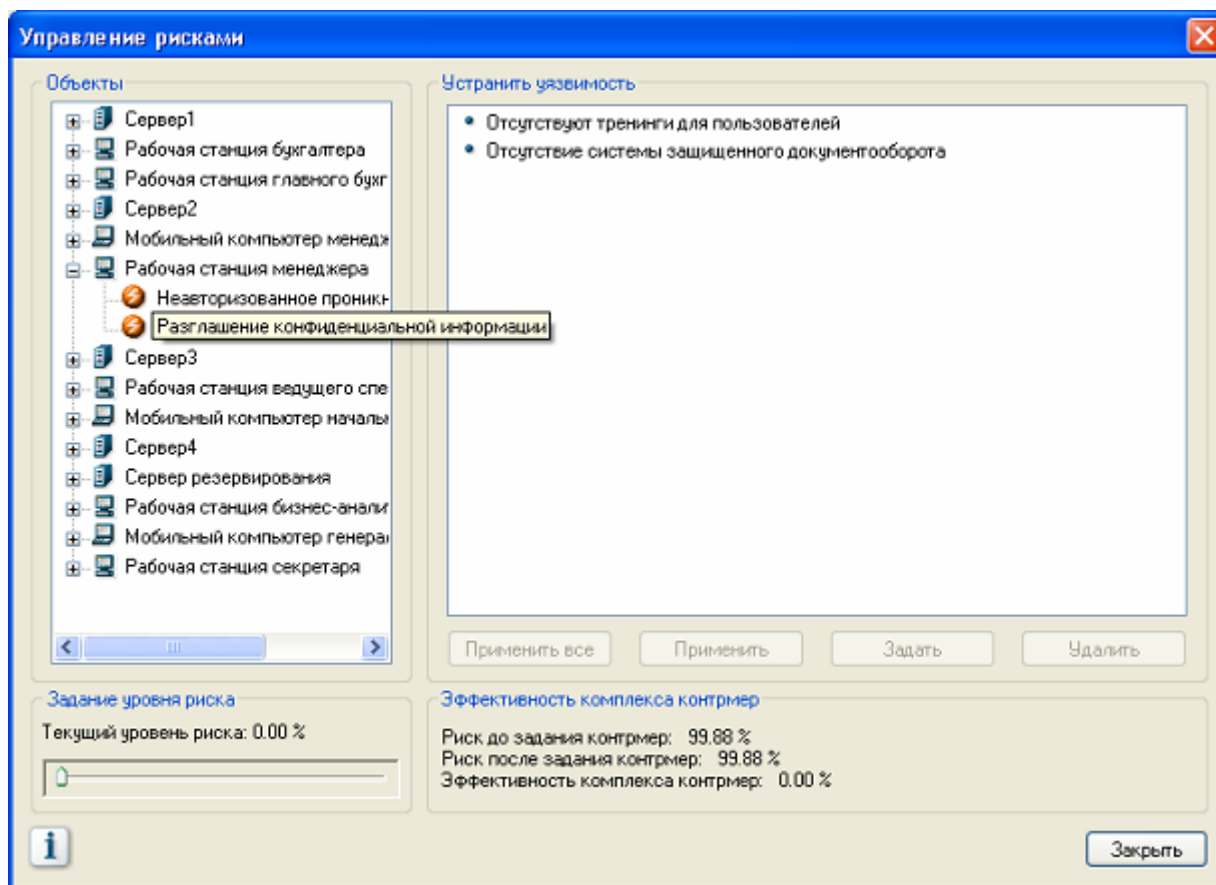 Управление рисками
Объекты
Сервер1
Рабочая станция бухгалтера
Рабочая станция главного бухг
Сервер2
Мобильный компьютер менедж
Рабочая станция менеджера
Неавторизованное проникн
Разглашение конфиденциальной информации
Сервер3
Рабочая станция ведущего спе
Мобильный компьютер начальн
Сервер4
Сервер резервирования
Рабочая станция бизнес-анали
Мобильный компьютер генерал
Рабочая станция секретаря
Устранить уязвимость
Отсутствуют тренинги для пользователей
Отсутствие системы защищенного документооборота
Применить все
Применить
Задать
Удалить
Задание уровня риска
Текущий уровень риска: 0.00 %
Эффективность комплекса контрмер
Риск до задания контрмер: 99.88 %
Риск после задания контрмер: 99.88 %
Эффективность комплекса контрмер: 0.00 %
i
Закрыть